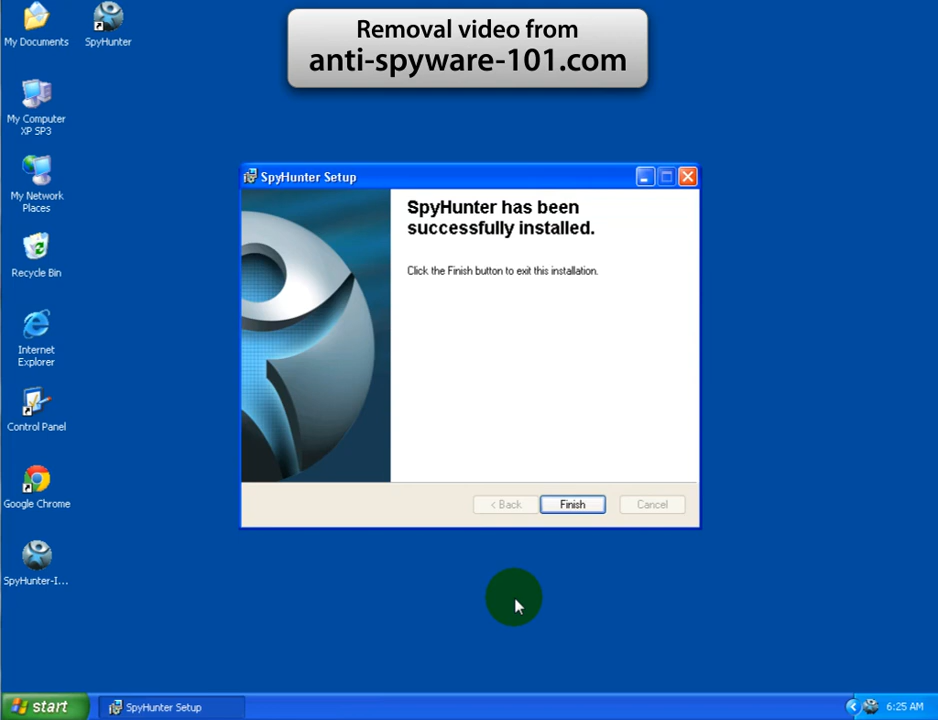 Removal video from
anti-spyware-101.com
My Documents
SpyHunter
My Computer
XP SP3
My Network
Places
Recycle Bin
Internet
Explorer
Control Panel
Google Chrome
SpyHunter-I...
SpyHunter Setup
SpyHunter has been
successfully installed.
Click the Finish button to exit this installation.
< Back
Finish
Cancel
start
SpyHunter Setup
6:25 AM